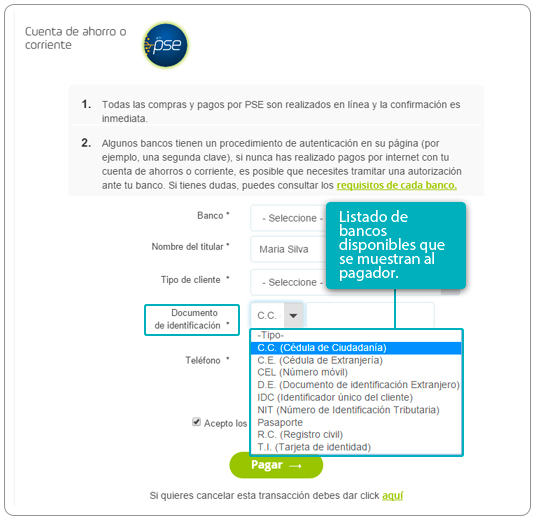 Cuenta de ahorro o
corriente
pse
1. Todas las compras y pagos por PSE son realizados en línea y la confirmación es
inmediata.
2. Algunos bancos tienen un procedimiento de autenticación en su página (por
ejemplo, una segunda clave), si nunca has realizado pagos por internet con tu
cuenta de ahorros o corriente, es posible que necesites tramitar una autorización
ante tu banco. Si tienes dudas, puedes consultar los requisitos de cada banco.
Banco *
- Seleccione -
Listado de
bancos
disponibles que
se muestran al
pagador.
Nombre del titular *
Maria Silva
Tipo de cliente *
- Seleccione -
Documento
de identificación *
C.C.
-Tipo-
C.C. (Cédula de Ciudadanía)
C.E. (Cédula de Extranjería)
CEL (Número móvil)
D.E. (Documento de identificación Extranjero)
IDC (Identificador único del cliente)
NIT (Número de Identificación Tributaria)
Pasaporte
R.C. (Registro civil)
T.I. (Tarjeta de identidad)
Teléfono *
Acepto los
Pagar →
Si quieres cancelar esta transacción debes dar click aquí